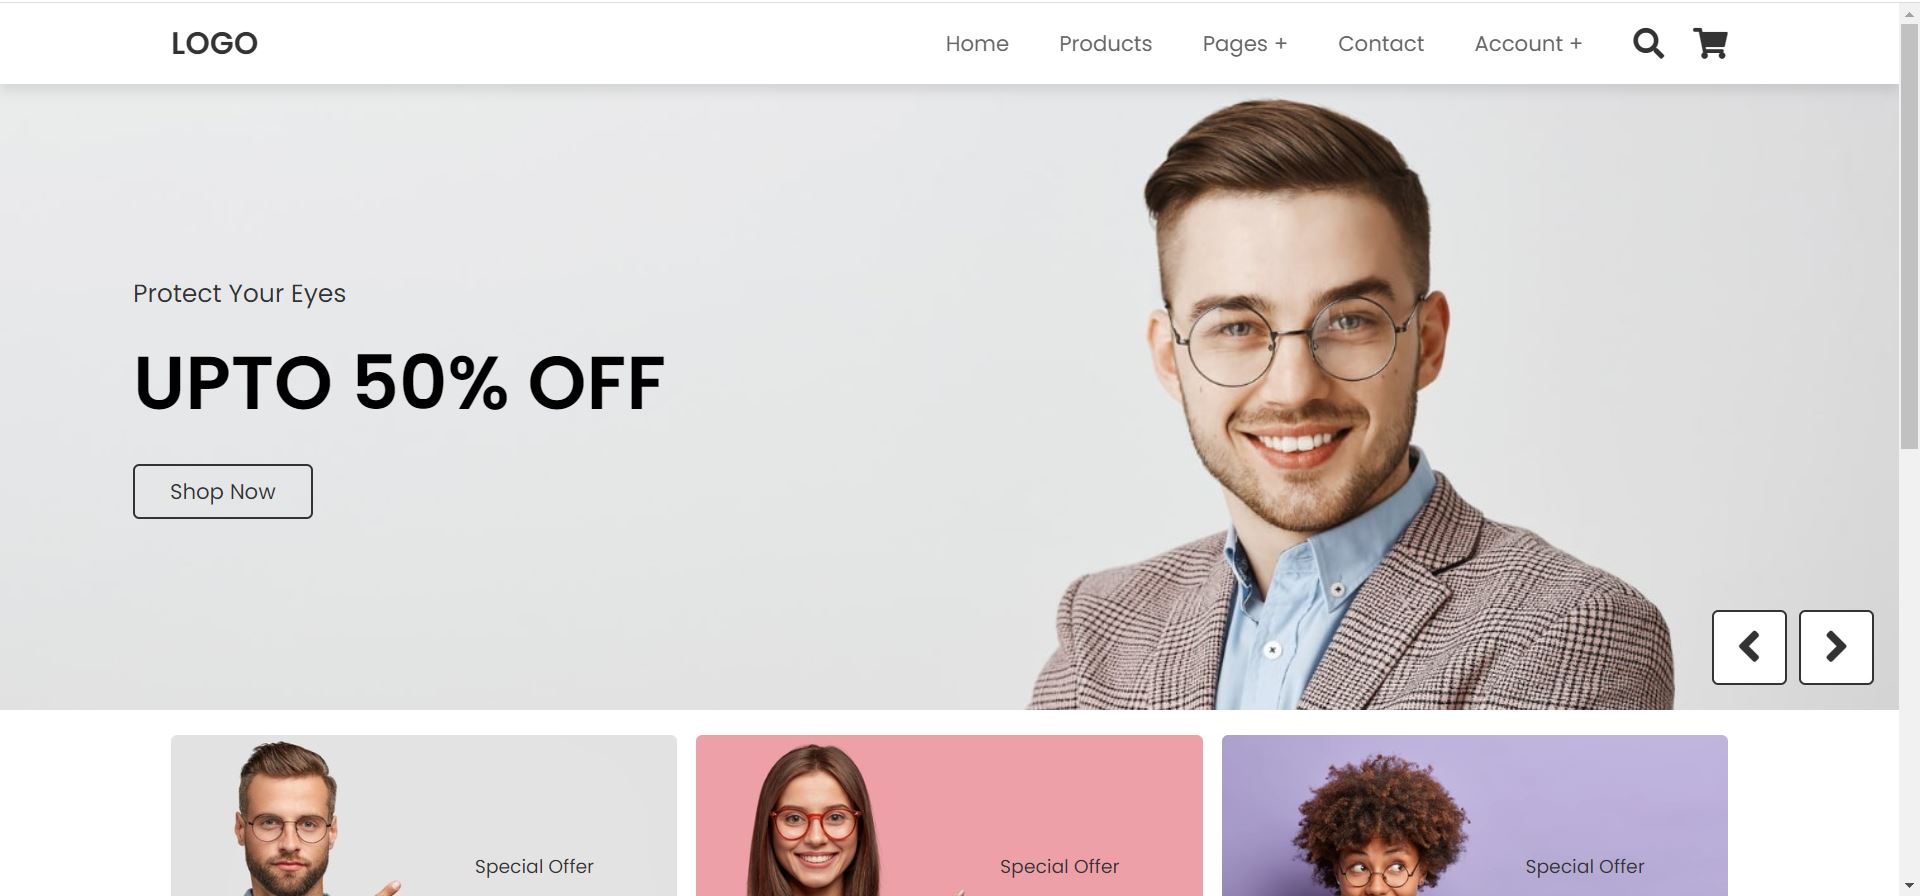 LOGO
Home Products Pages + Contact Account +
Protect Your Eyes
UPTO 50% OFF
Shop Now
Special Offer Special Offer Special Offer